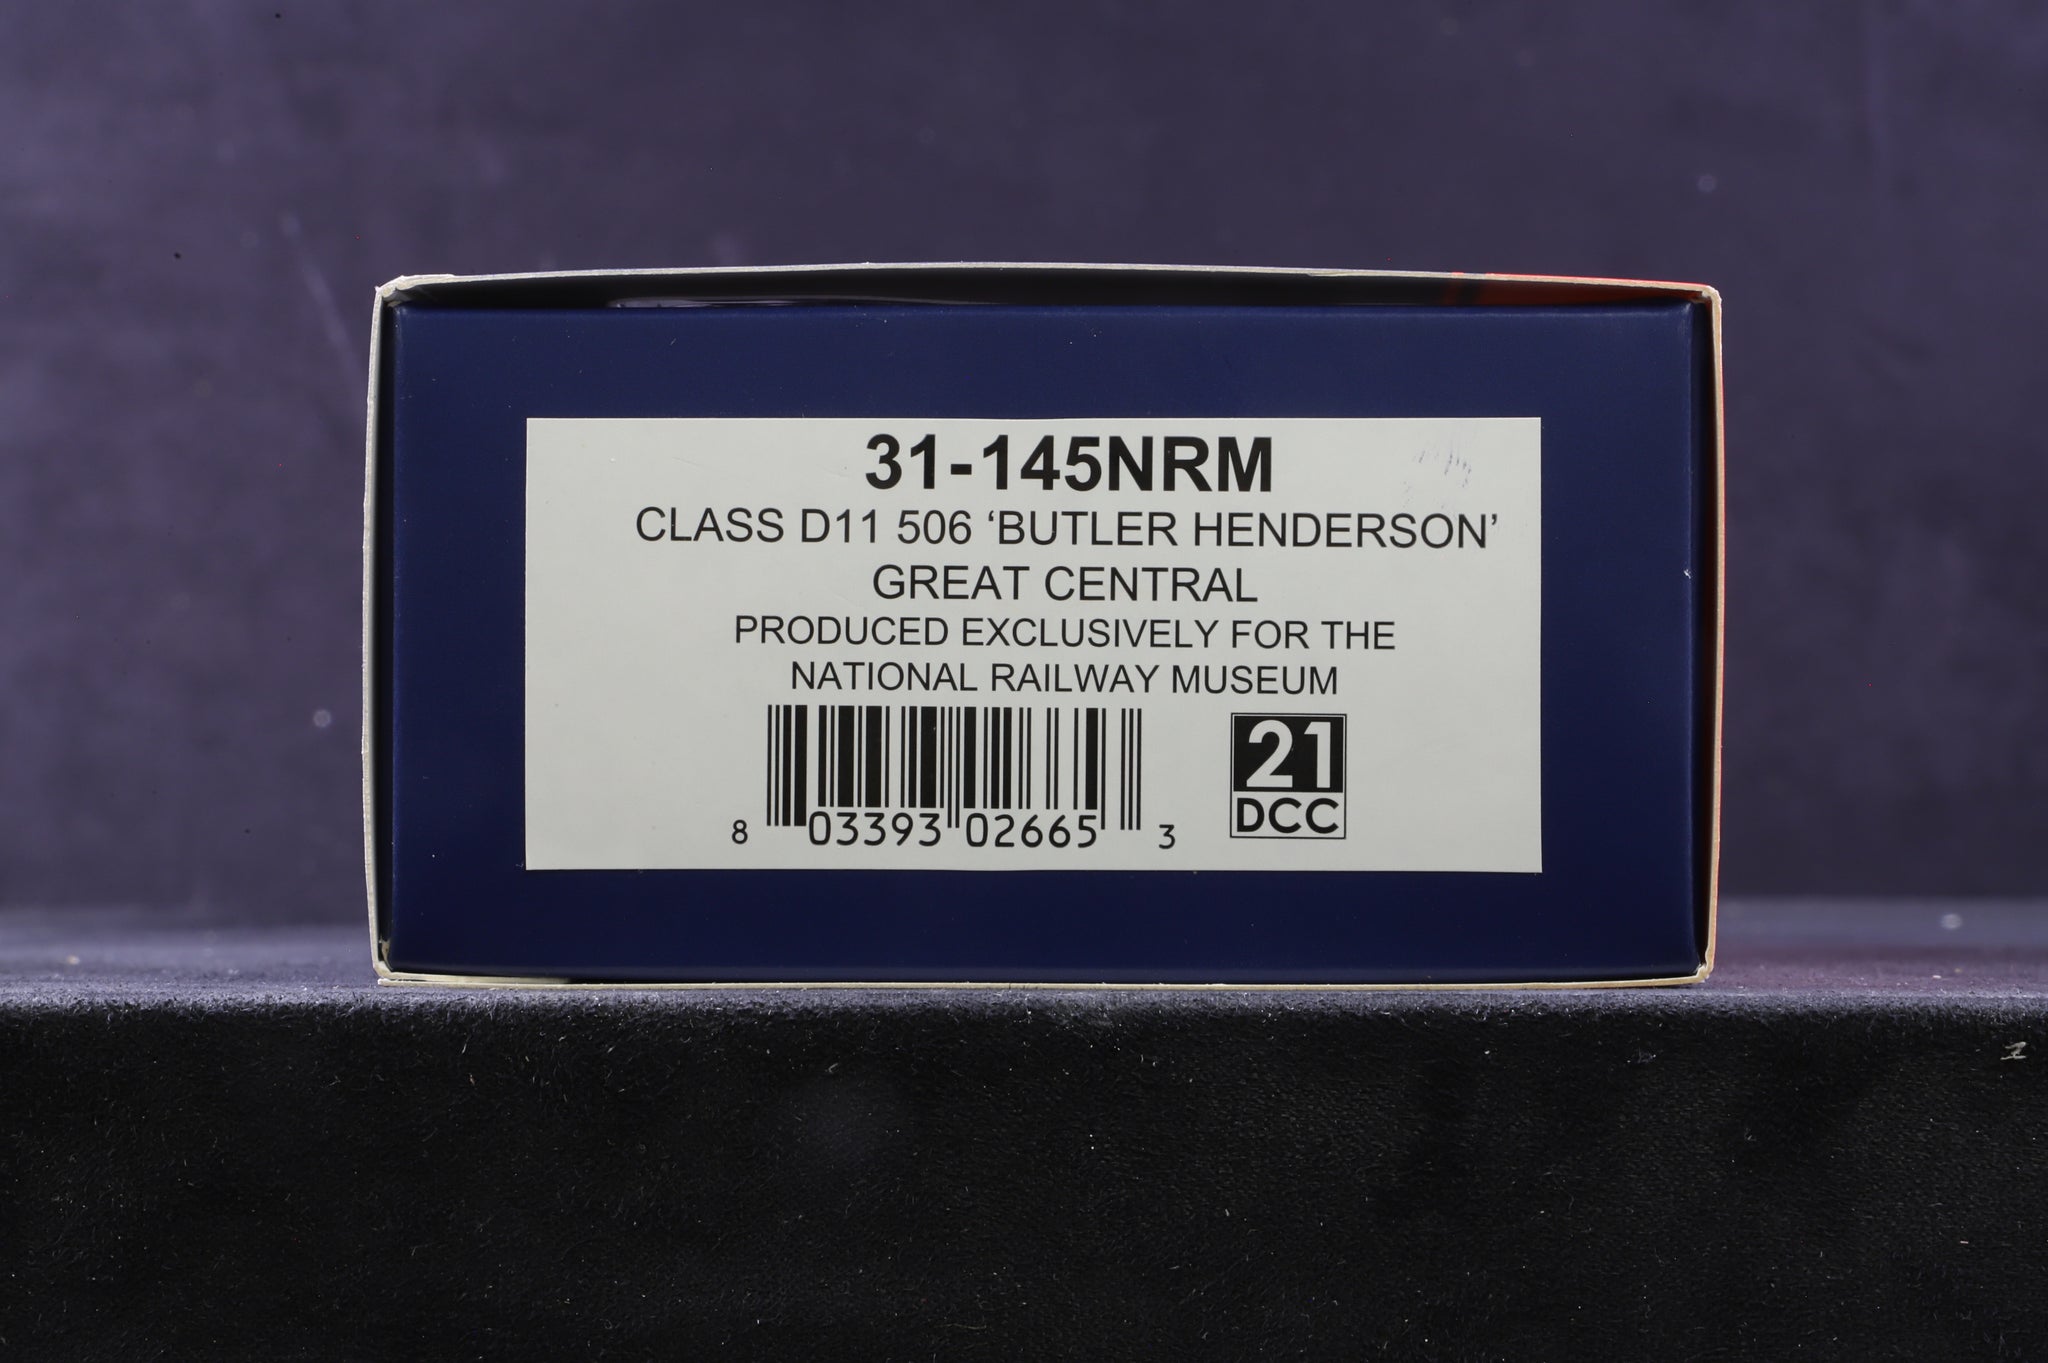 31-145NRM
CLASS D11 506 ‘BUTLER HENDERSON’
GREAT CENTRAL
PRODUCED EXCLUSIVELY FOR THE
NATIONAL RAILWAY MUSEUM
8 03393 02665 3
21
DCC